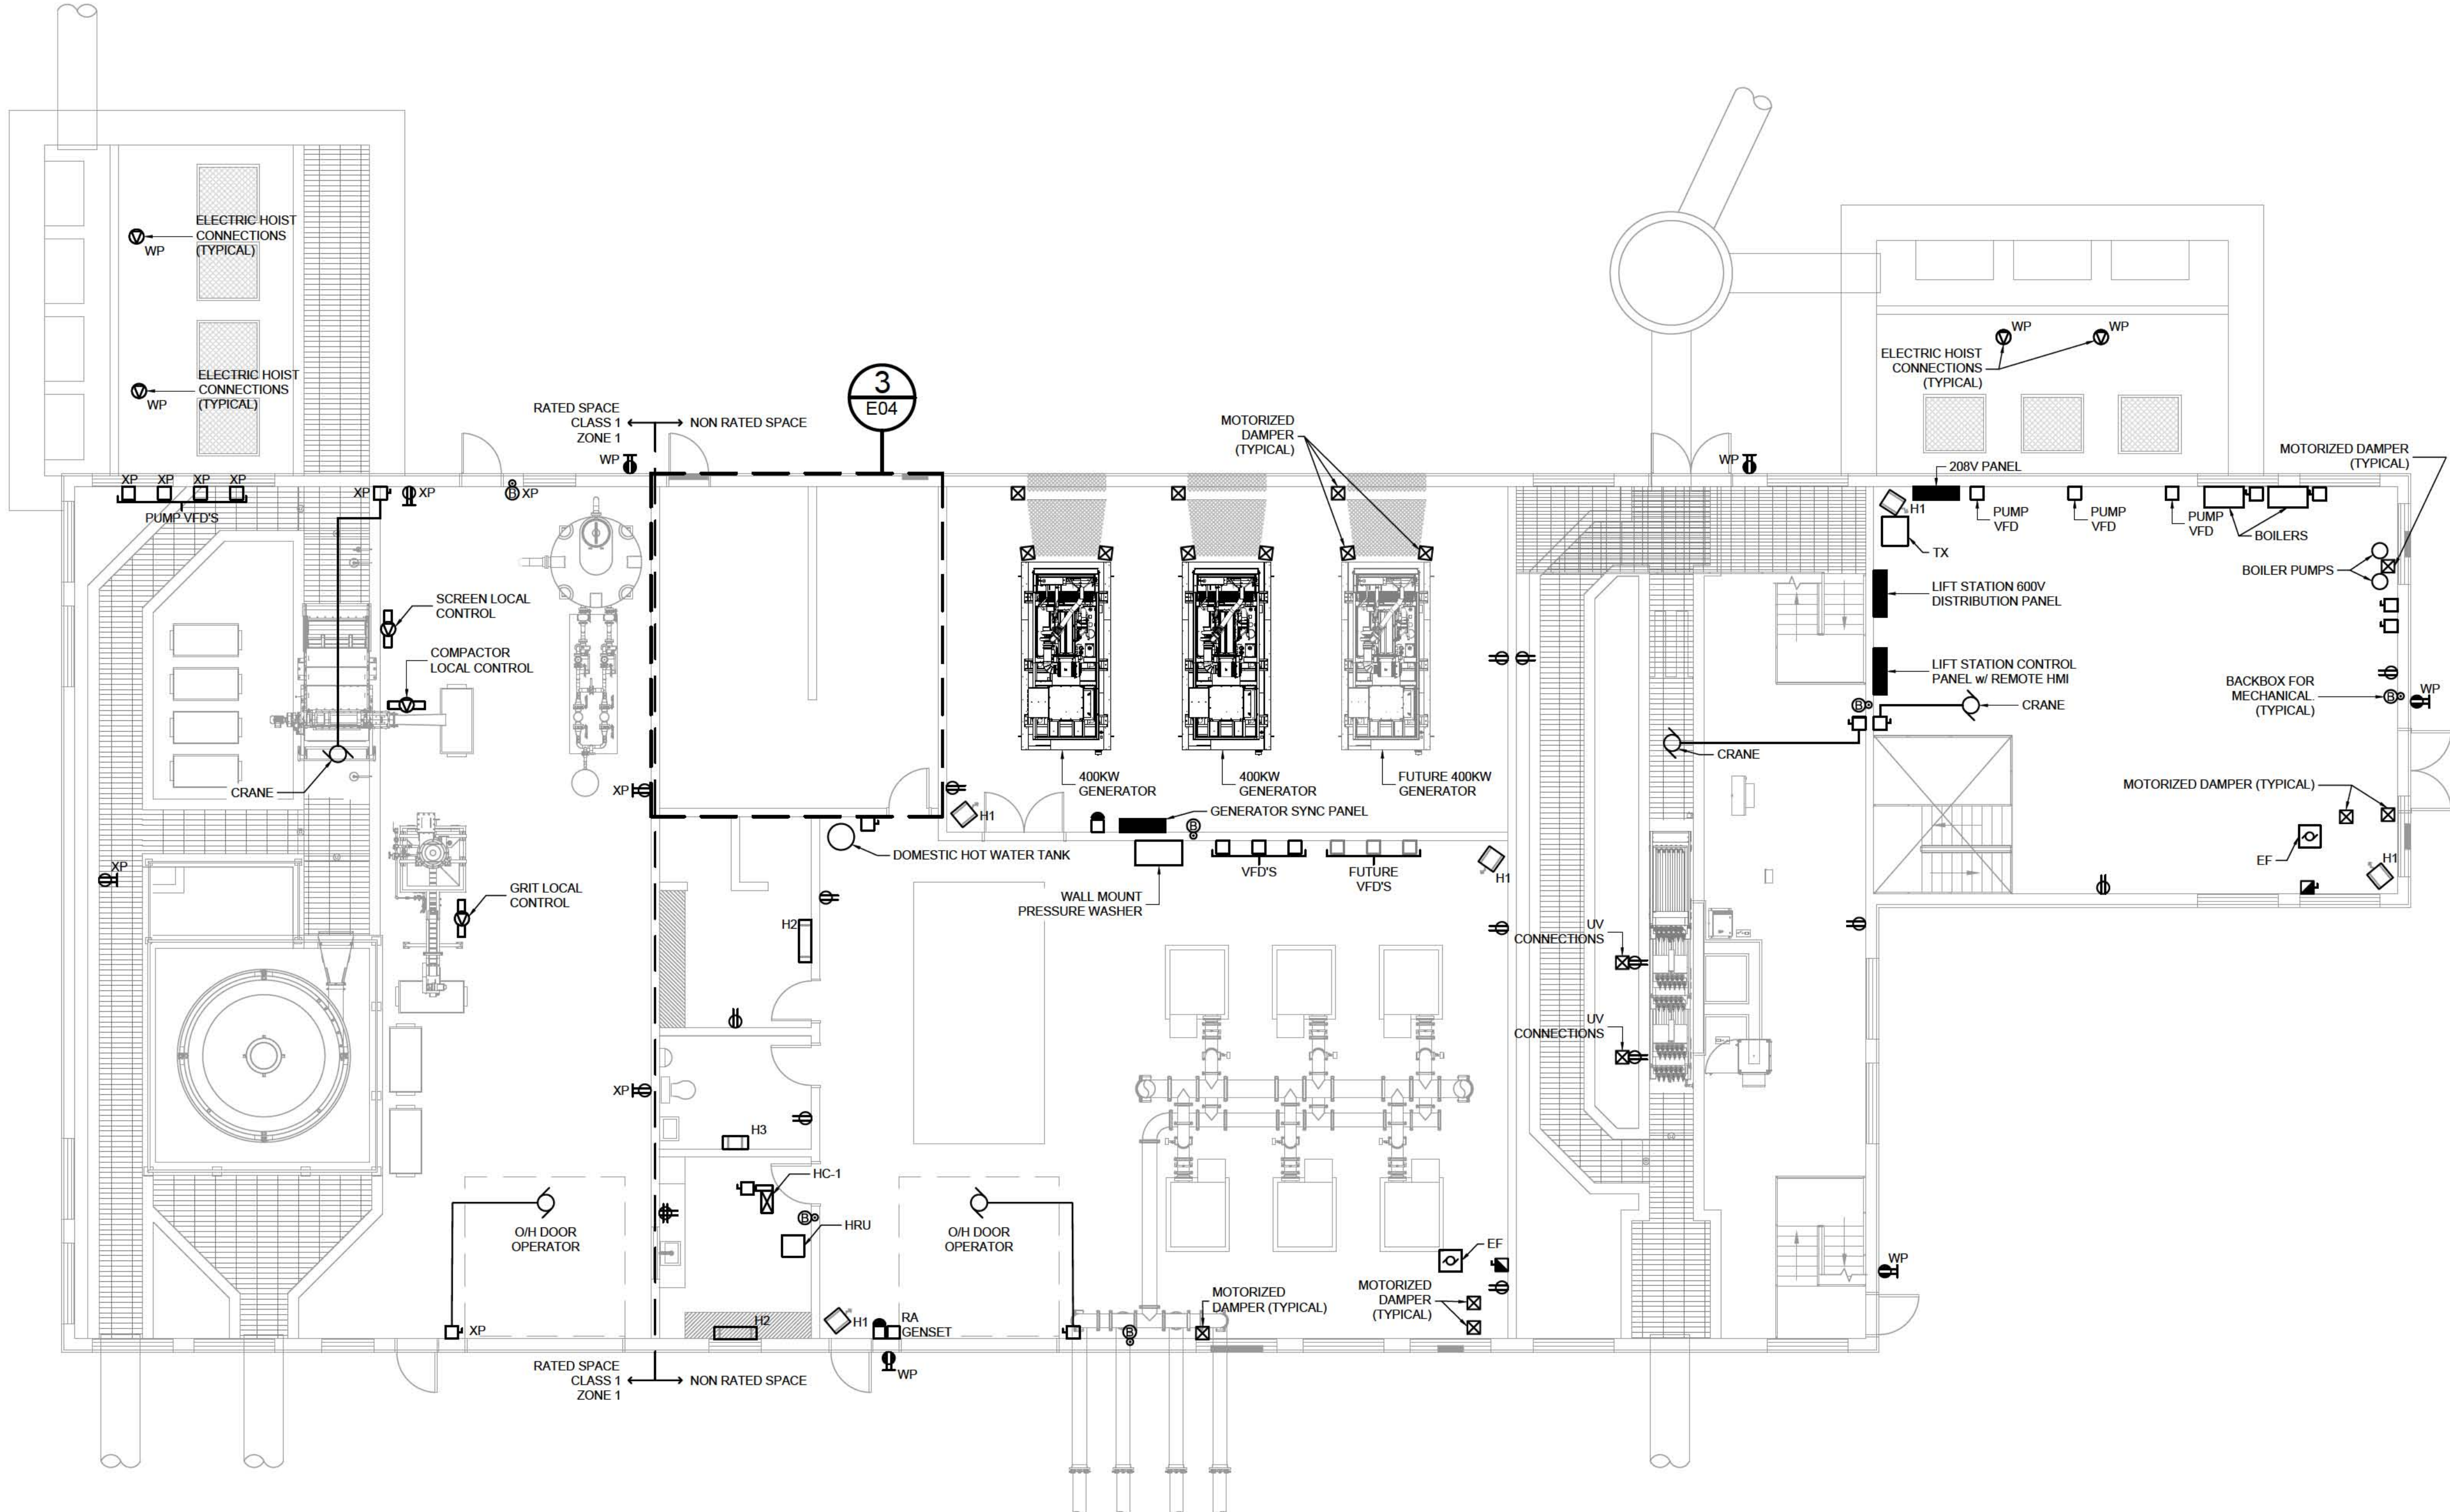 ELECTRIC HOIST
CONNECTIONS
(TYPICAL)
WP
ELECTRIC HOIST
CONNECTIONS
(TYPICAL)
WP
WP
WP
ELECTRIC HOIST
CONNECTIONS
(TYPICAL)
3
E04
RATED SPACE
CLASS 1
ZONE 1
NON RATED SPACE
WP
MOTORIZED
DAMPER
(TYPICAL)
WP
208V PANEL
MOTORIZED DAMPER
(TYPICAL)
XP
XP
XP
XP
PUMP VFD'S
XP
XP
B
XP
H1
TX
PUMP
VFD
PUMP
VFD
PUMP
VFD
BOILERS
BOILER PUMPS
SCREEN LOCAL
CONTROL
COMPACTOR
LOCAL CONTROL
LIFT STATION 600V
DISTRIBUTION PANEL
LIFT STATION CONTROL
PANEL w/ REMOTE HMI
B
CRANE
BACKBOX FOR
MECHANICAL.
(TYPICAL)
B
WP
CRANE
CRANE
XP
400KW
GENERATOR
400KW
GENERATOR
FUTURE 400KW
GENERATOR
MOTORIZED DAMPER (TYPICAL)
H1
GENERATOR SYNC PANEL
B
DOMESTIC HOT WATER TANK
WALL MOUNT
PRESSURE WASHER
VFD'S
FUTURE
VFD'S
H1
EF
H1
XP
GRIT LOCAL
CONTROL
H2
UV
CONNECTIONS
UV
CONNECTIONS
XP
H3
HC-1
B
HRU
O/H DOOR
OPERATOR
O/H DOOR
OPERATOR
EF
WP
MOTORIZED
DAMPER (TYPICAL)
MOTORIZED
DAMPER
(TYPICAL)
XP
H2
H1
RA
GENSET
B
WP
RATED SPACE
CLASS 1
ZONE 1
NON RATED SPACE